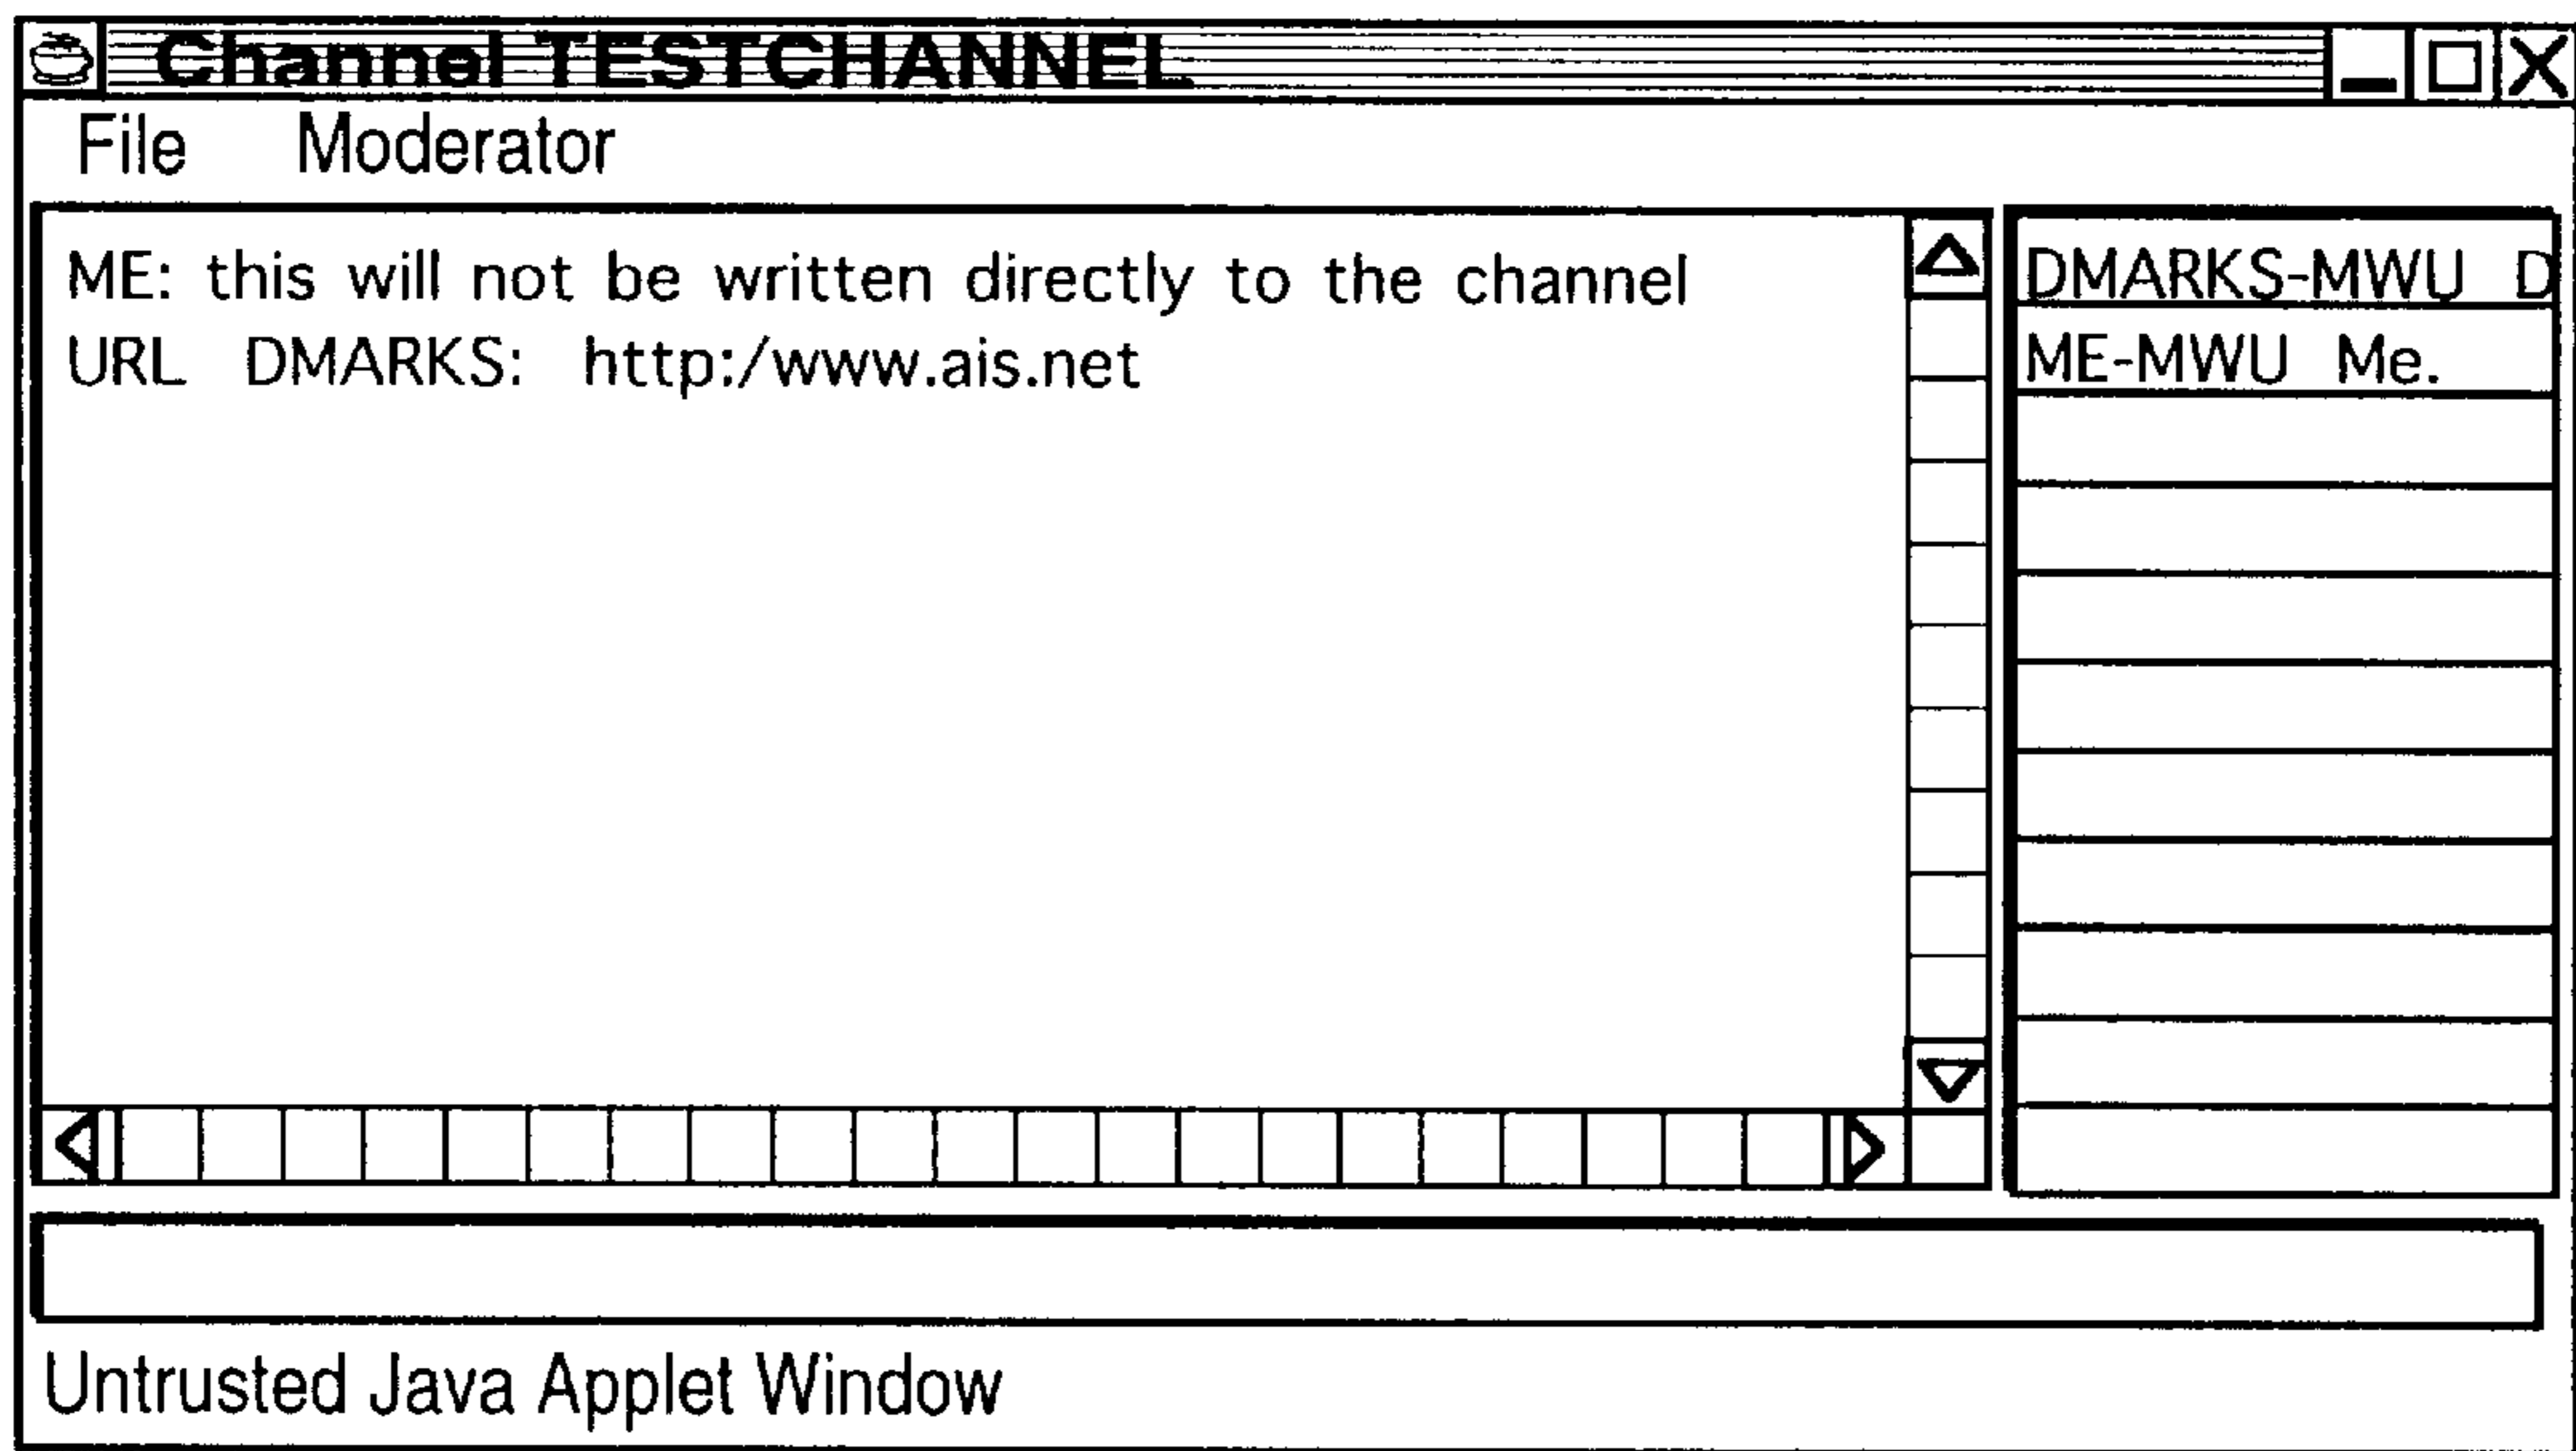 Channel TESTCHANNEL
File Moderator
ME: this will not be written directly to the channel
URL DMARKS: http:/www.ais.net
DMARKS-MWU D
ME-MWU Me.
Untrusted Java Applet Window